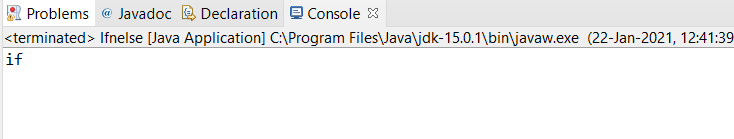 Problems @ Javadoc Declaration Console
<terminated> Ifnelse [Java Application] C:\Program Files\Java\jdk-15.0.1\bin\javaw.exe (22-Jan-2021, 12:41:39
if